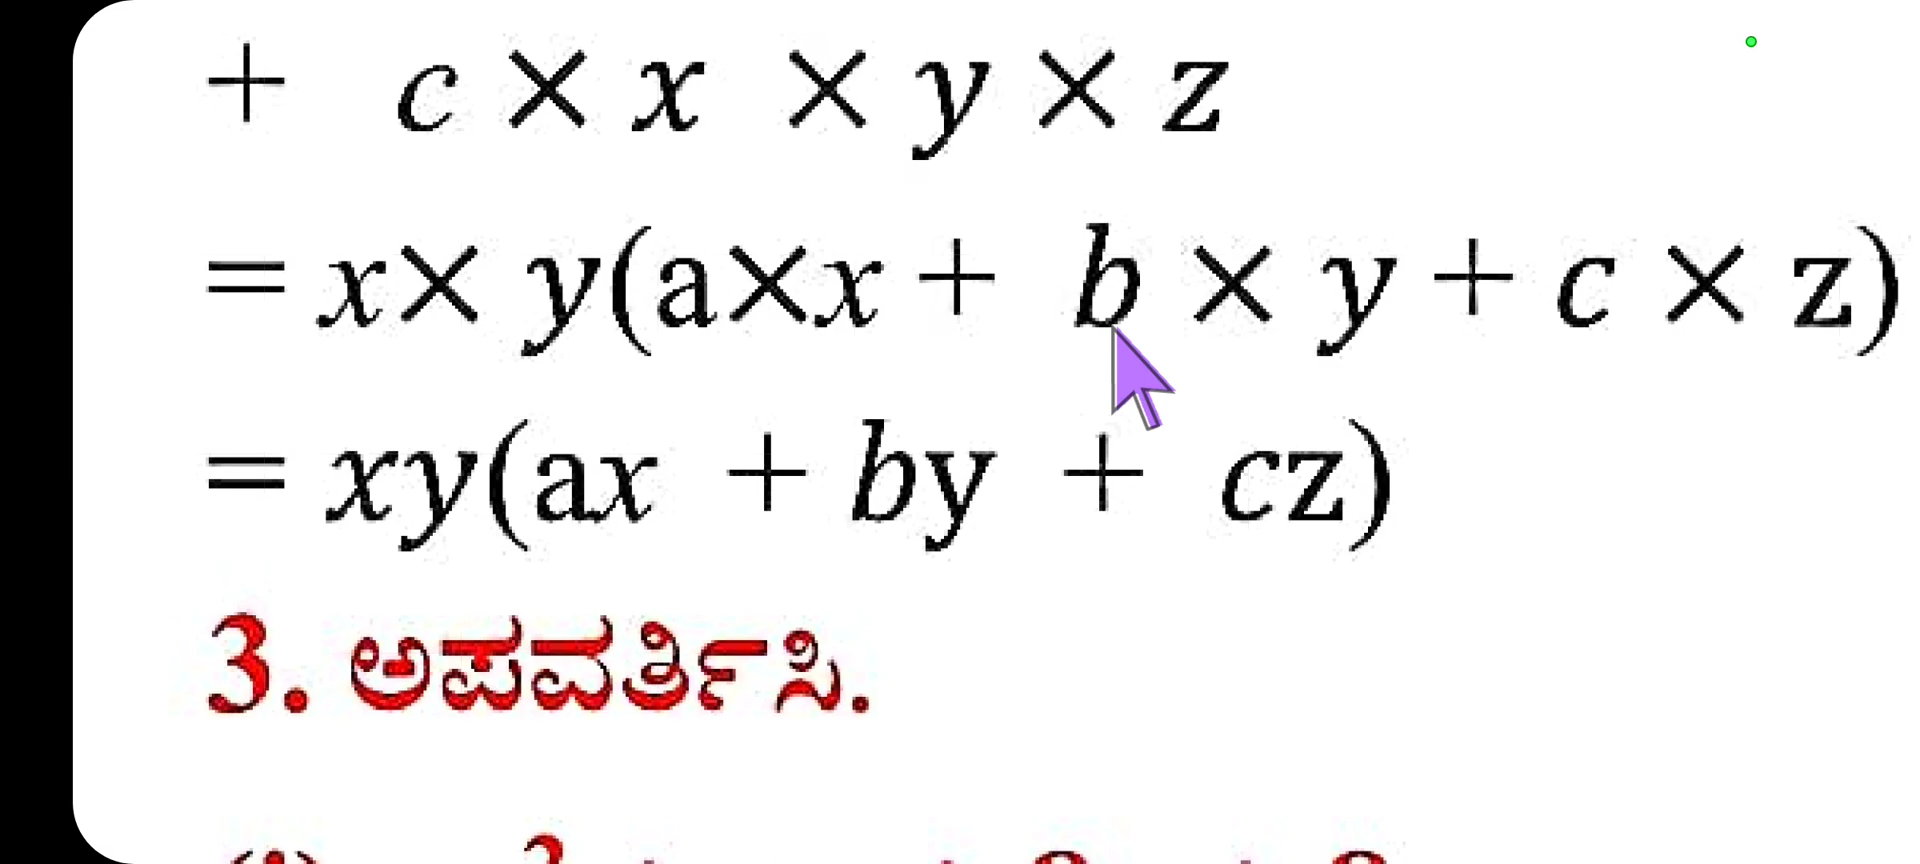 + c × x × y × z
= x× y(a×x + b × y + c × z)
= xy(ax + by + cz)
3. ಅಪವರ್ತಿಸಿ.